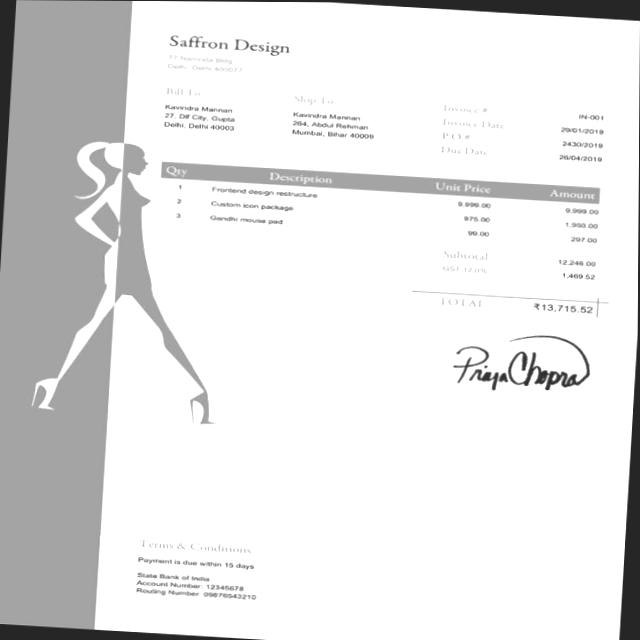 Saffron Design
77 Namrata Bldg
Delhi, Delhi 400077
Bill To
Kavindra Mannan
27, Dlf City, Gupta
Delhi, Delhi 40003
Ship To
Kavindra Mannan
264, Abdul Rehman
Mumbai, Bihar 40009
Invoice # IN-001
Invoice Date 29/01/2019
P.O.# 2430/2019
Due Date 26/04/2019
Qty Description Unit Price Amount
1 Frontend design restructure 9,999.00 9,999.00
2 Custom icon package 975.00 1,950.00
3 Gandhi mouse pad 99.00 297.00
Subtotal 12,246.00
GST 12.0% 1,469.52
TOTAL ₹13,715.52
Priya Chopra
Terms & Conditions
Payment is due within 15 days
State Bank of India
Account Number: 12345678
Routing Number: 09876543210